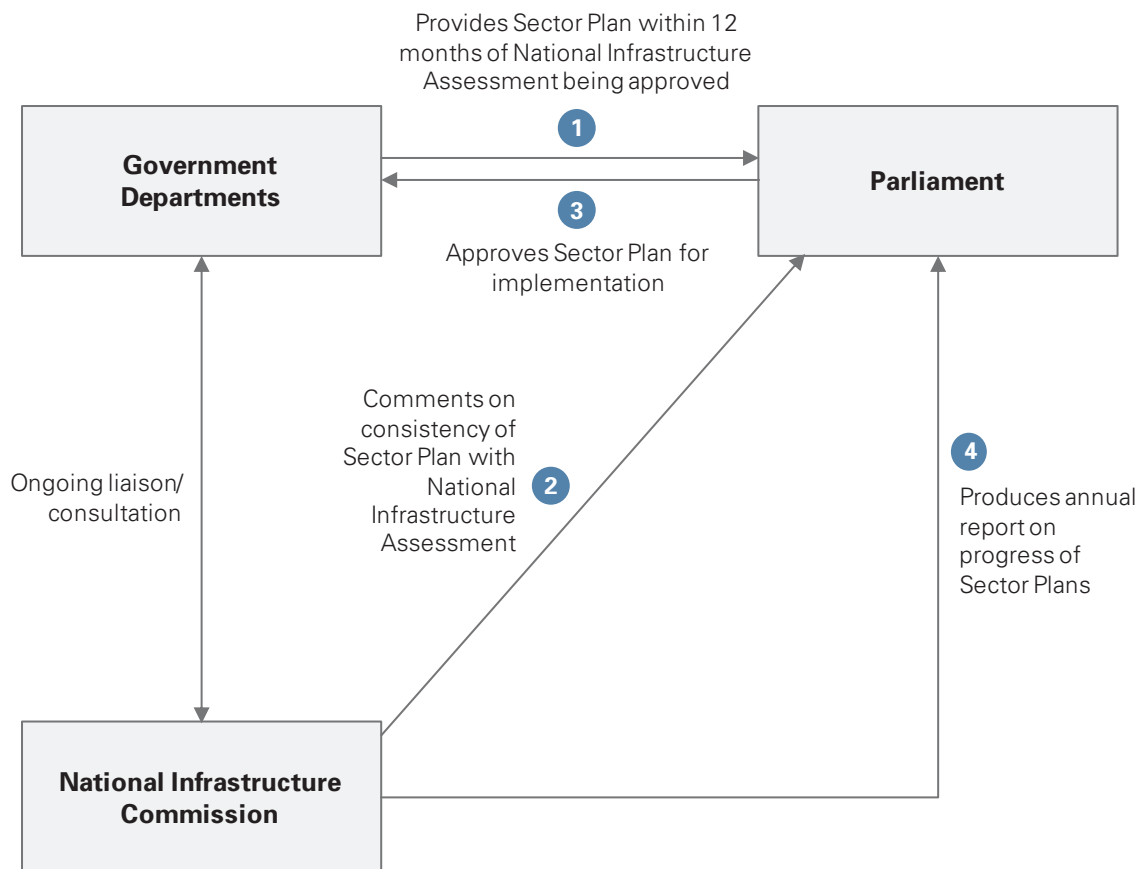 Provides Sector Plan within 12
months of National Infrastructure
Assessment being approved
1
Government
Departments
Parliament
3
Approves Sector Plan for
implementation
Comments on
consistency of
Sector Plan with
National
Infrastructure
Assessment
2
4
Produces annual
report on
progress of
Sector Plans
Ongoing liaison/
consultation
National Infrastructure
Commission